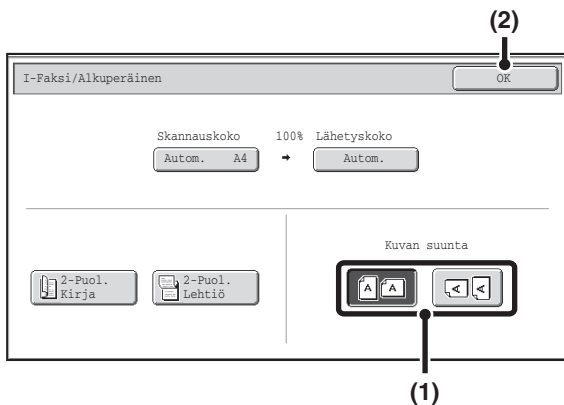 (2)
I-Faksi/Alkuperäinen OK
Skannauskoko 100% Lähetyskoko
Autom. A4 ➡ Autom.
Kuvan suunta
2-Puol. Kirja
2-Puol. Lehtiö
A A A A
(1)